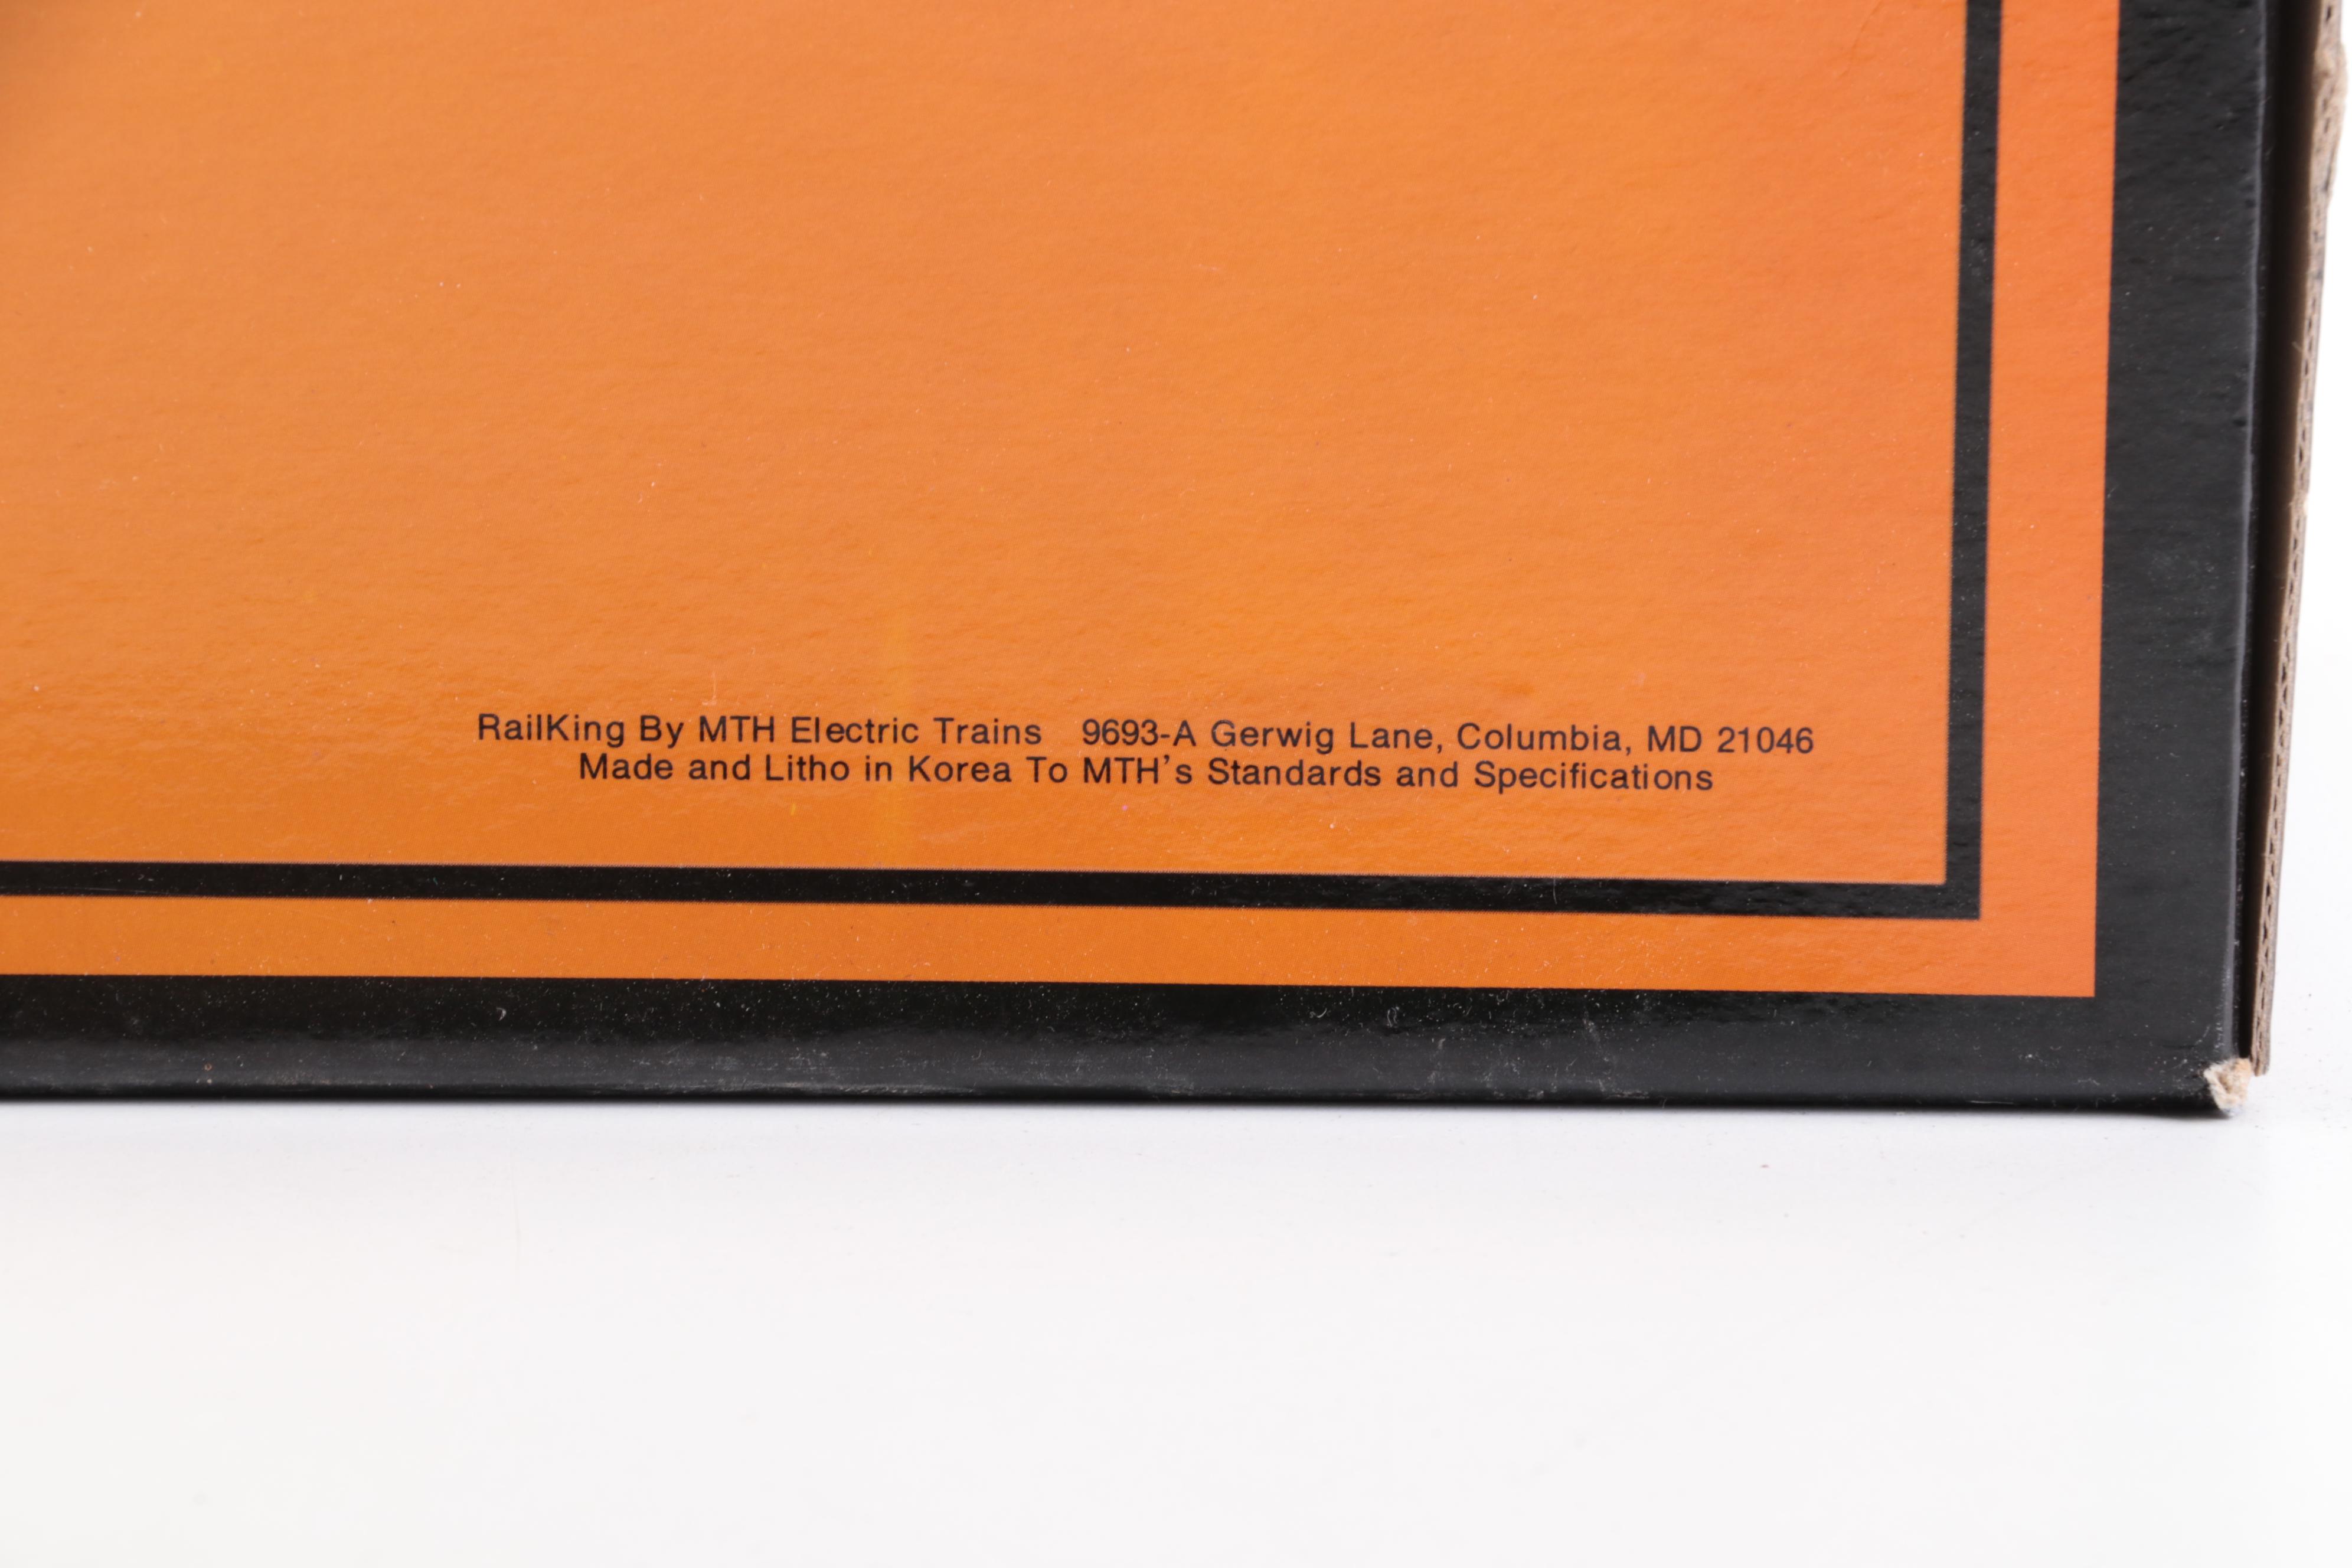 RailKing By MTH Electric Trains   9693-A Gerwig Lane, Columbia, MD 21046
Made and Litho in Korea To MTH's Standards and Specifications